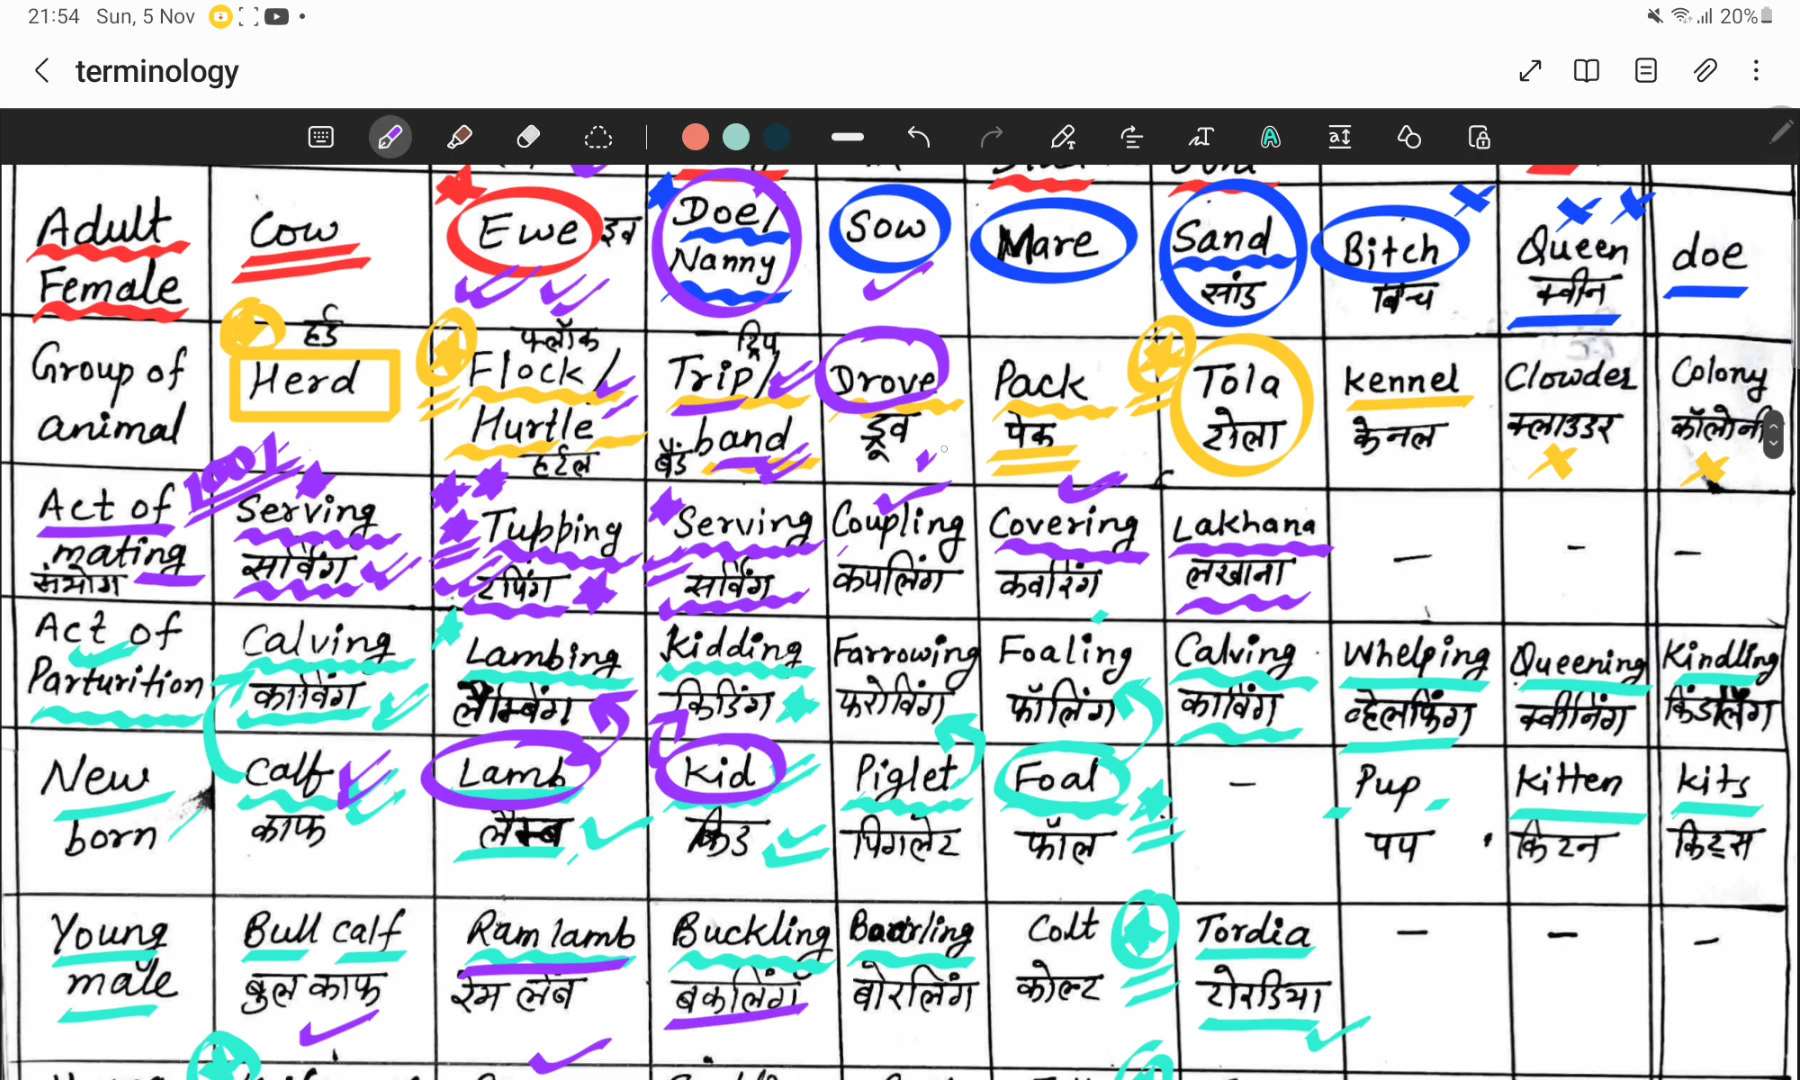 21:54 Sun, 5 Nov
20%
terminology
Adult Female
Cow
Ewe इव
Doe/ Nanny
Sow
Mare
Sand सांड
Bitch बिच
Queen क्वीन
doe
Group of animal
हर्ड Herd
फ्लॉक Flock/ Hurtle हर्टल
ट्रिप Trip/ बैंड band
Drove ड्रूव
Pack पेक
Tola टोला
Kennel केनल
Clowder क्लाउडर
Colony कॉलोनी
Act of mating संभोग
100%
Serving सर्विंग
Tupping टपिंग
Serving सर्विंग
Coupling कपलिंग
Covering कवरिंग
Lakhana लखाना
-
-
-
Act of Parturition
Calving काविंग
Lambing लेम्बिंग
Kidding किडिंग
Farrowing फरोविंग
Foaling फॉलिंग
Calving काविंग
Whelping व्हेलपिंग
Queening क्वीनिंग
Kindling किंडलिंग
New born
Calf काफ
Lamb लेम्ब
Kid किड
Piglet पिगलेट
Foal फॉल
-
Pup पप
Kitten किटन
Kits किट्स
Young male
Bull calf बुल काफ
Ram lamb रेम लेंब
Buckling बकलिंग
Boarling बोरलिंग
Colt कोल्ट
Tordia टोरडिया
-
-
-